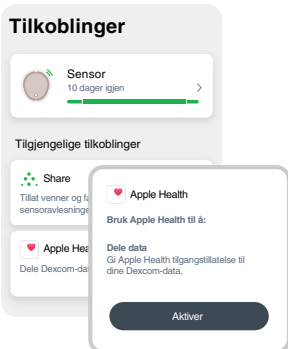 Tilkoblinger
Sensor
10 dager igjen
Tilgjengelige tilkoblinger
Share
Tillat venner og
sensoravlesninge
Apple Hea
Dele Dexcom-da
Apple Health
Bruk Apple Health til å:
Dele data
Gi Apple Health tilgangstillatelse til
dine Dexcom-data.
Aktiver